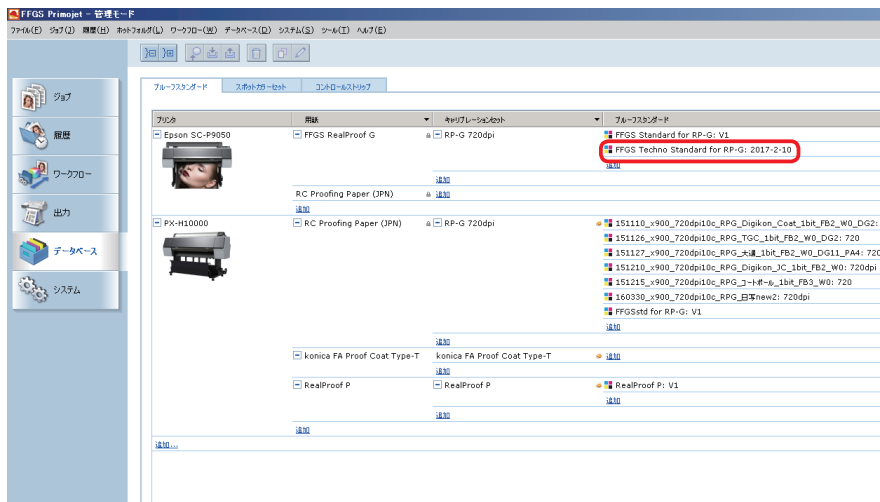 FFGS Primojet - 管理モード
ファイル(F) ジョブ(J) 履歴(H) ホットフォルダ(L) ワークフロー(W) データベース(D) システム(S) ツール(T) ヘルプ(E)
プルーフスタンダード スポットカラーセット コントロールストリップ
ジョブ
履歴
ワークフロー
出力
データベース
システム
プリンタ 用紙 キャリブレーションセット プルーフスタンダード
Epson SC-P9050 FFGS RealProof G RP-G 720dpi FFGS Standard for RP-G: V1
FFGS Techno Standard for RP-G: 2017-2-10
追加
追加
RC Proofing Paper (JPN) 追加
追加
PX-H10000 RC Proofing Paper (JPN) RP-G 720dpi 151110_x900_720dpi10c_RPG_Digikon_Coat_1bit_FB2_W0_DG2:
151126_x900_720dpi10c_RPG_TGC_1bit_FB2_W0_DG2: 720
151127_x900_720dpi10c_RPG_大道_1bit_FB2_W0_DG11_PA4: 720
151210_x900_720dpi10c_RPG_Digikon_JC_1bit_FB2_W0: 720dpi
151215_x900_720dpi10c_RPG_コートボール_1bit_FB3_W0: 720
160330_x900_720dpi10c_RPG_日写new2: 720dpi
FFGSstd for RP-G: V1
追加
追加
konica FA Proof Coat Type-T konica FA Proof Coat Type-T 追加
追加
RealProof P RealProof P RealProof P: V1
追加
追加
追加
追加...